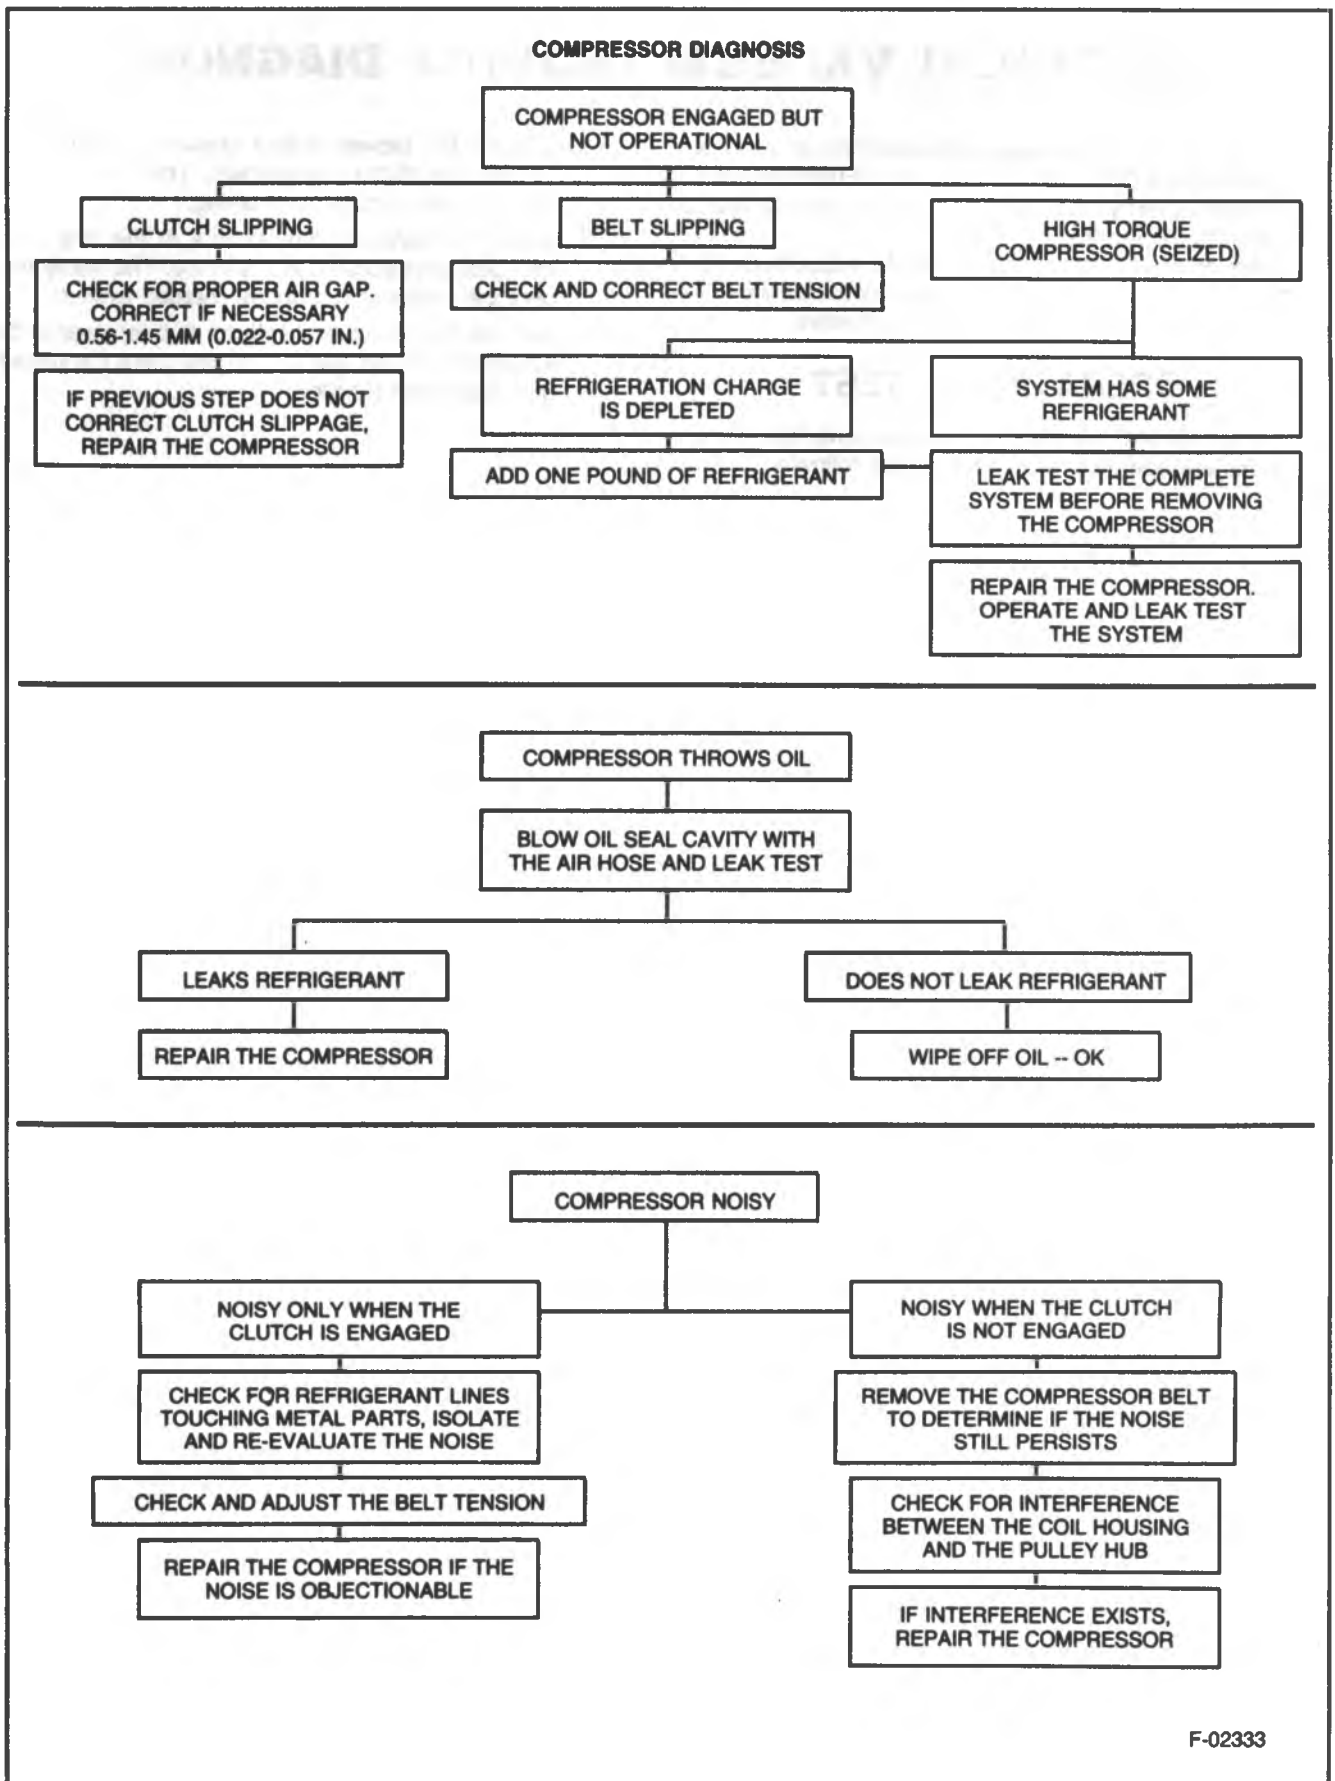 COMPRESSOR DIAGNOSIS
COMPRESSOR ENGAGED BUT
NOT OPERATIONAL
CLUTCH SLIPPING
CHECK FOR PROPER AIR GAP.
CORRECT IF NECESSARY
0.56-1.45 MM (0.022-0.057 IN.)
IF PREVIOUS STEP DOES NOT
CORRECT CLUTCH SLIPPAGE,
REPAIR THE COMPRESSOR
BELT SLIPPING
CHECK AND CORRECT BELT TENSION
HIGH TORQUE
COMPRESSOR (SEIZED)
REFRIGERATION CHARGE
IS DEPLETED
ADD ONE POUND OF REFRIGERANT
SYSTEM HAS SOME
REFRIGERANT
LEAK TEST THE COMPLETE
SYSTEM BEFORE REMOVING
THE COMPRESSOR
REPAIR THE COMPRESSOR.
OPERATE AND LEAK TEST
THE SYSTEM
COMPRESSOR THROWS OIL
BLOW OIL SEAL CAVITY WITH
THE AIR HOSE AND LEAK TEST
LEAKS REFRIGERANT
REPAIR THE COMPRESSOR
DOES NOT LEAK REFRIGERANT
WIPE OFF OIL -- OK
COMPRESSOR NOISY
NOISY ONLY WHEN THE
CLUTCH IS ENGAGED
CHECK FOR REFRIGERANT LINES
TOUCHING METAL PARTS, ISOLATE
AND RE-EVALUATE THE NOISE
CHECK AND ADJUST THE BELT TENSION
REPAIR THE COMPRESSOR IF THE
NOISE IS OBJECTIONABLE
NOISY WHEN THE CLUTCH
IS NOT ENGAGED
REMOVE THE COMPRESSOR BELT
TO DETERMINE IF THE NOISE
STILL PERSISTS
CHECK FOR INTERFERENCE
BETWEEN THE COIL HOUSING
AND THE PULLEY HUB
IF INTERFERENCE EXISTS,
REPAIR THE COMPRESSOR
F-02333